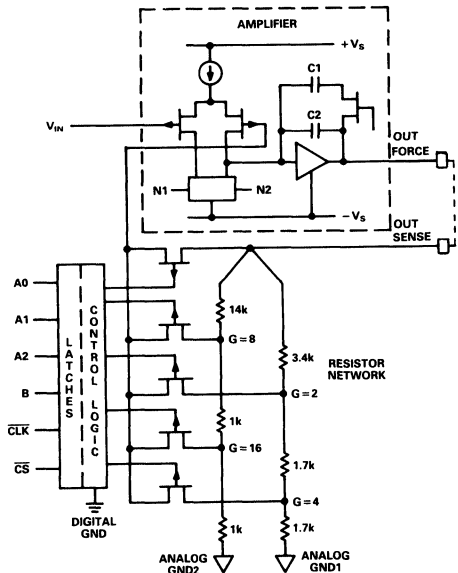 AMPLIFIER
+VS
C1
C2
VIN
OUT
FORCE
N1
N2
−VS
OUT
SENSE
A0
A1
A2
B
CLK
CS
LATCHES
CONTROL LOGIC
DIGITAL
GND
14k
G = 8
3.4k
RESISTOR
NETWORK
G = 2
1k
G = 16
1.7k
G = 4
1k
1.7k
ANALOG
GND2
ANALOG
GND1